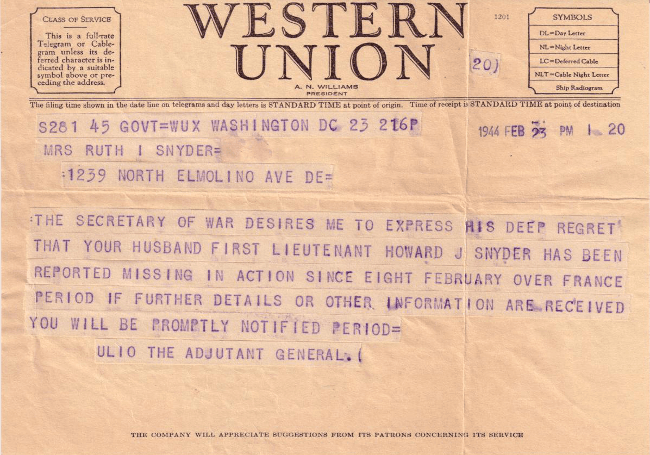 CLASS OF SERVICE
This is a full-rate
Telegram or Cable-
gram unless its de-
ferred character is in-
dicated by a suitable
symbol above or pre-
ceding the address.
WESTERN
UNION
A. N. WILLIAMS
PRESIDENT
1201
SYMBOLS
DL=Day Letter
NL=Night Letter
LC=Deferred Cable
NLT=Cable Night Letter
Ship Radiogram
20)
The filing time shown in the date line on telegrams and day letters is STANDARD TIME at point of origin. Time of receipt is STANDARD TIME at point of destination
S281 45 GOVT=WUX WASHINGTON DC 23 216P
1944 FEB 23 PM 1 20
MRS RUTH I SNYDER=
:1239 NORTH ELMOLINO AVE DE=
:THE SECRETARY OF WAR DESIRES ME TO EXPRESS HIS DEEP REGRET
THAT YOUR HUSBAND FIRST LIEUTENANT HOWARD J SNYDER HAS BEEN
REPORTED MISSING IN ACTION SINCE EIGHT FEBRUARY OVER FRANCE
PERIOD IF FURTHER DETAILS OR OTHER INFORMATION ARE RECEIVED
YOU WILL BE PROMPTLY NOTIFIED PERIOD=
ULIO THE ADJUTANT GENERAL.(
THE COMPANY WILL APPRECIATE SUGGESTIONS FROM ITS PATRONS CONCERNING ITS SERVICE